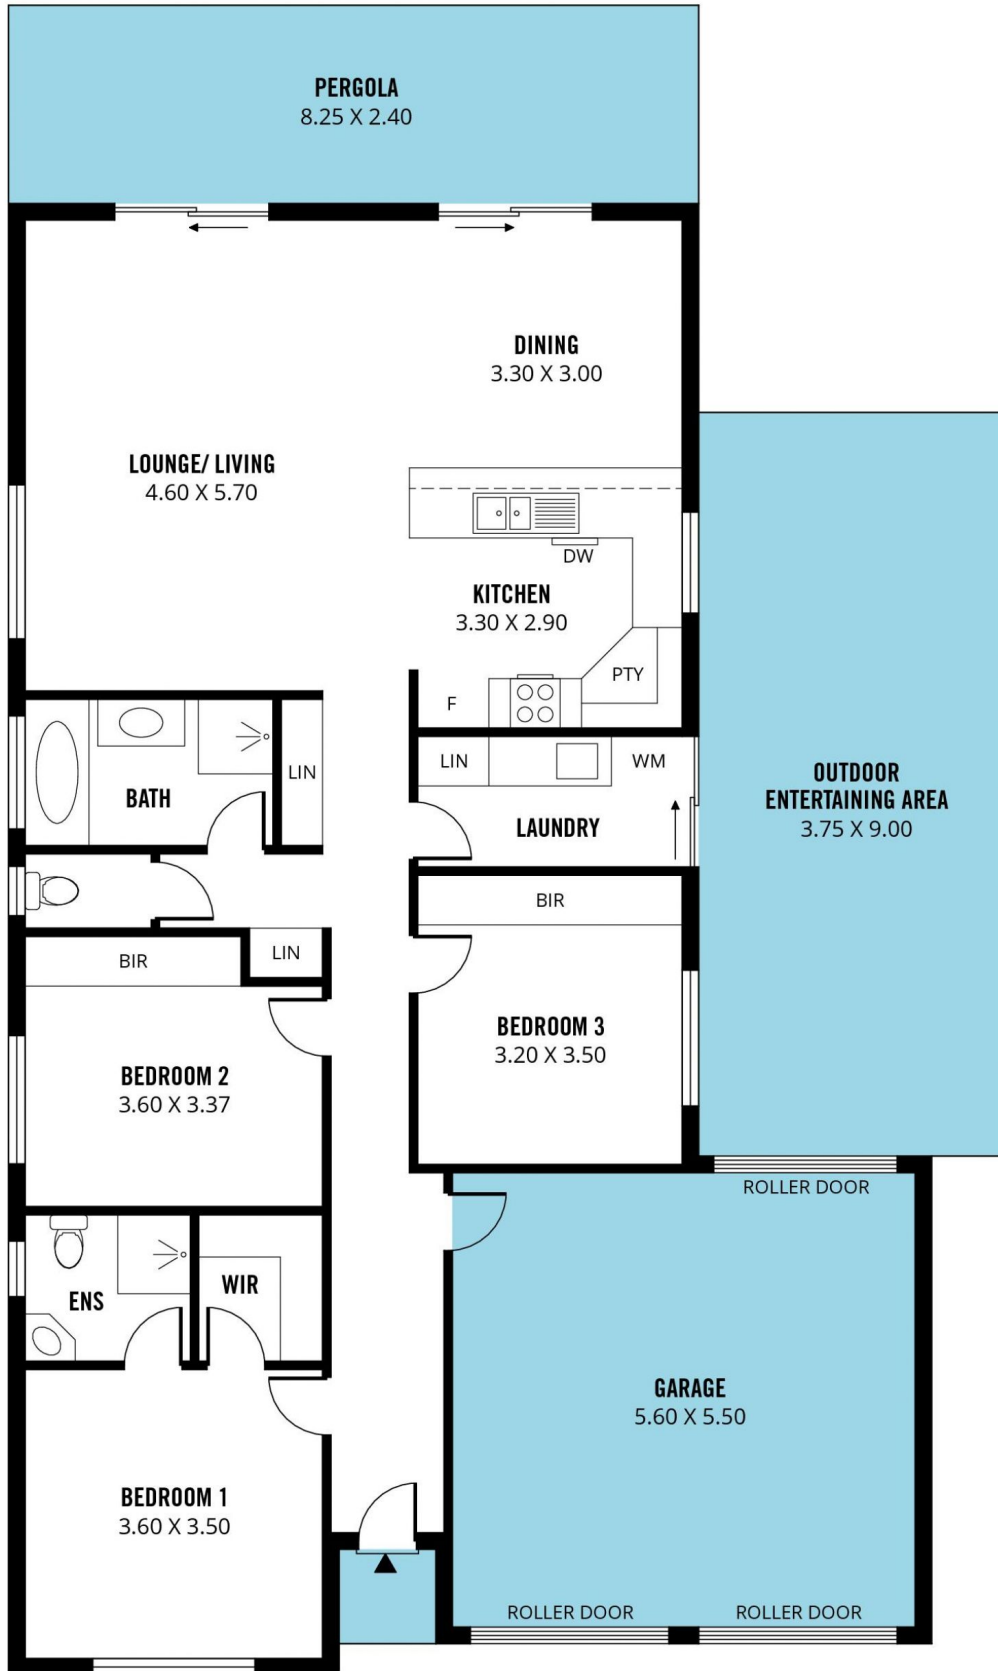 PERGOLA
8.25 X 2.40
DINING
3.30 X 3.00
LOUNGE/ LIVING
4.60 X 5.70
DW
KITCHEN
3.30 X 2.90
PTY
F
LIN
BATH
LIN
WM
LAUNDRY
OUTDOOR
ENTERTAINING AREA
3.75 X 9.00
BIR
LIN
BIR
BEDROOM 3
3.20 X 3.50
BEDROOM 2
3.60 X 3.37
ROLLER DOOR
ENS
WIR
GARAGE
5.60 X 5.50
BEDROOM 1
3.60 X 3.50
ROLLER DOOR
ROLLER DOOR